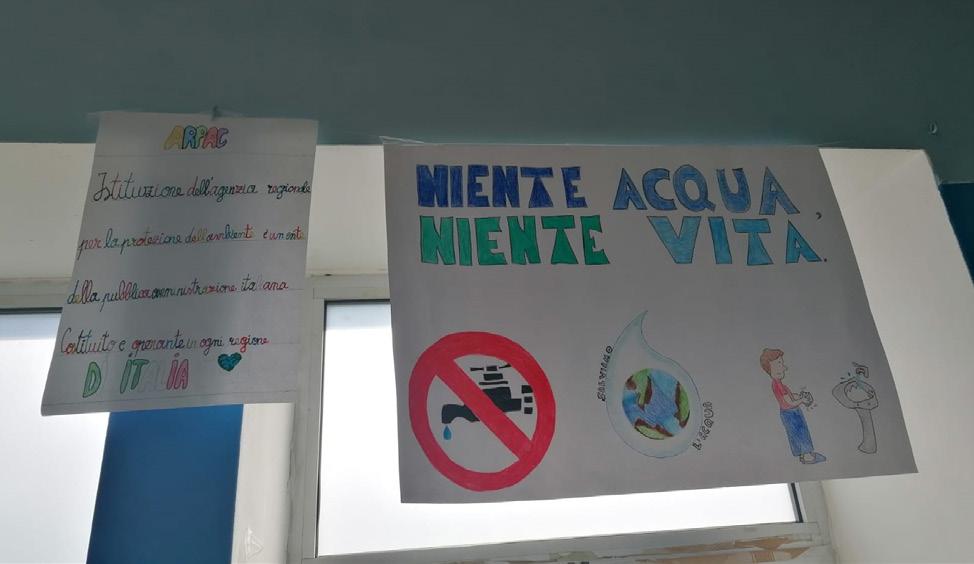 ARPAC
Istituzione dell'agenzia regionale
per la protezione dell'ambiente è un ente
della pubblica amministrazione italiana
Costituito e operante in ogni regione
D ITALIA
NIENTE ACQUA,
NIENTE VITA.
SALVIAMO
L'ACQUA